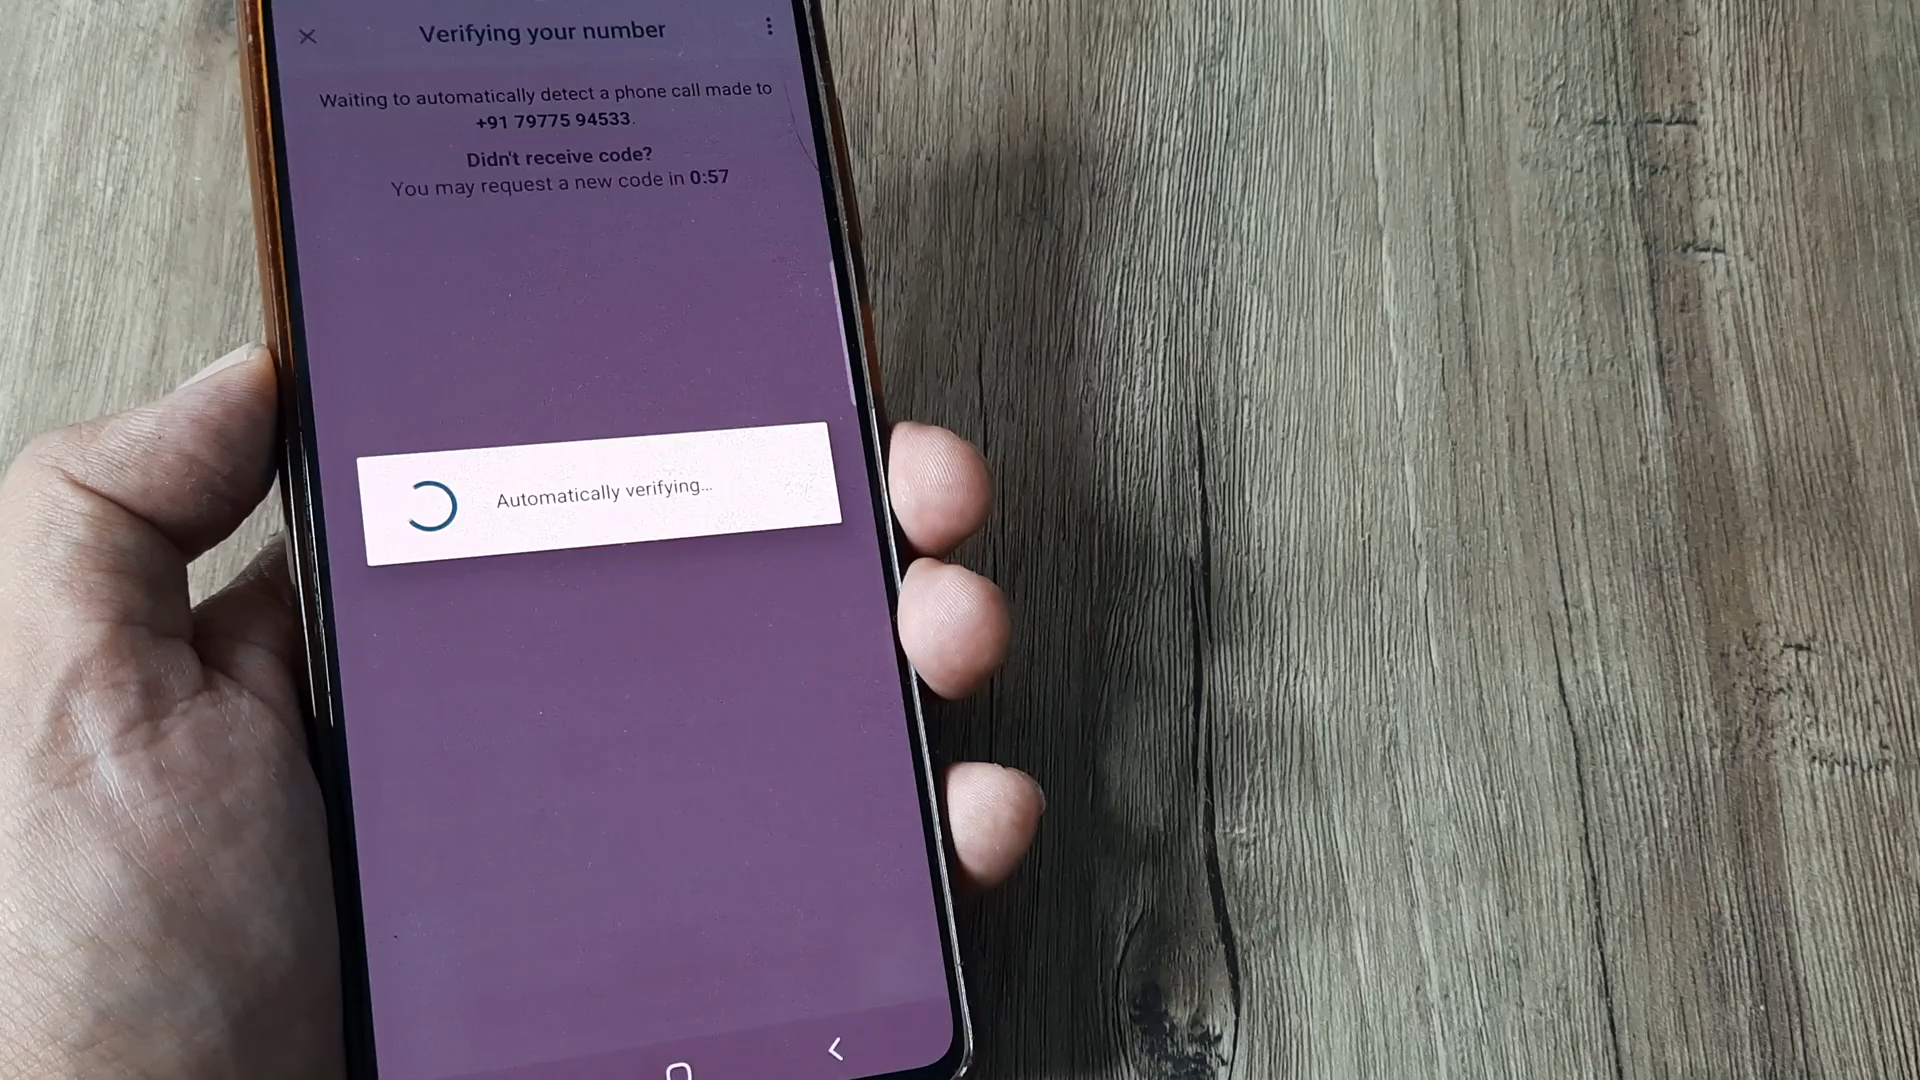 Verifying your number
Waiting to automatically detect a phone call made to
+91 79775 94533.
Didn't receive code?
You may request a new code in 0:57
Automatically verifying...